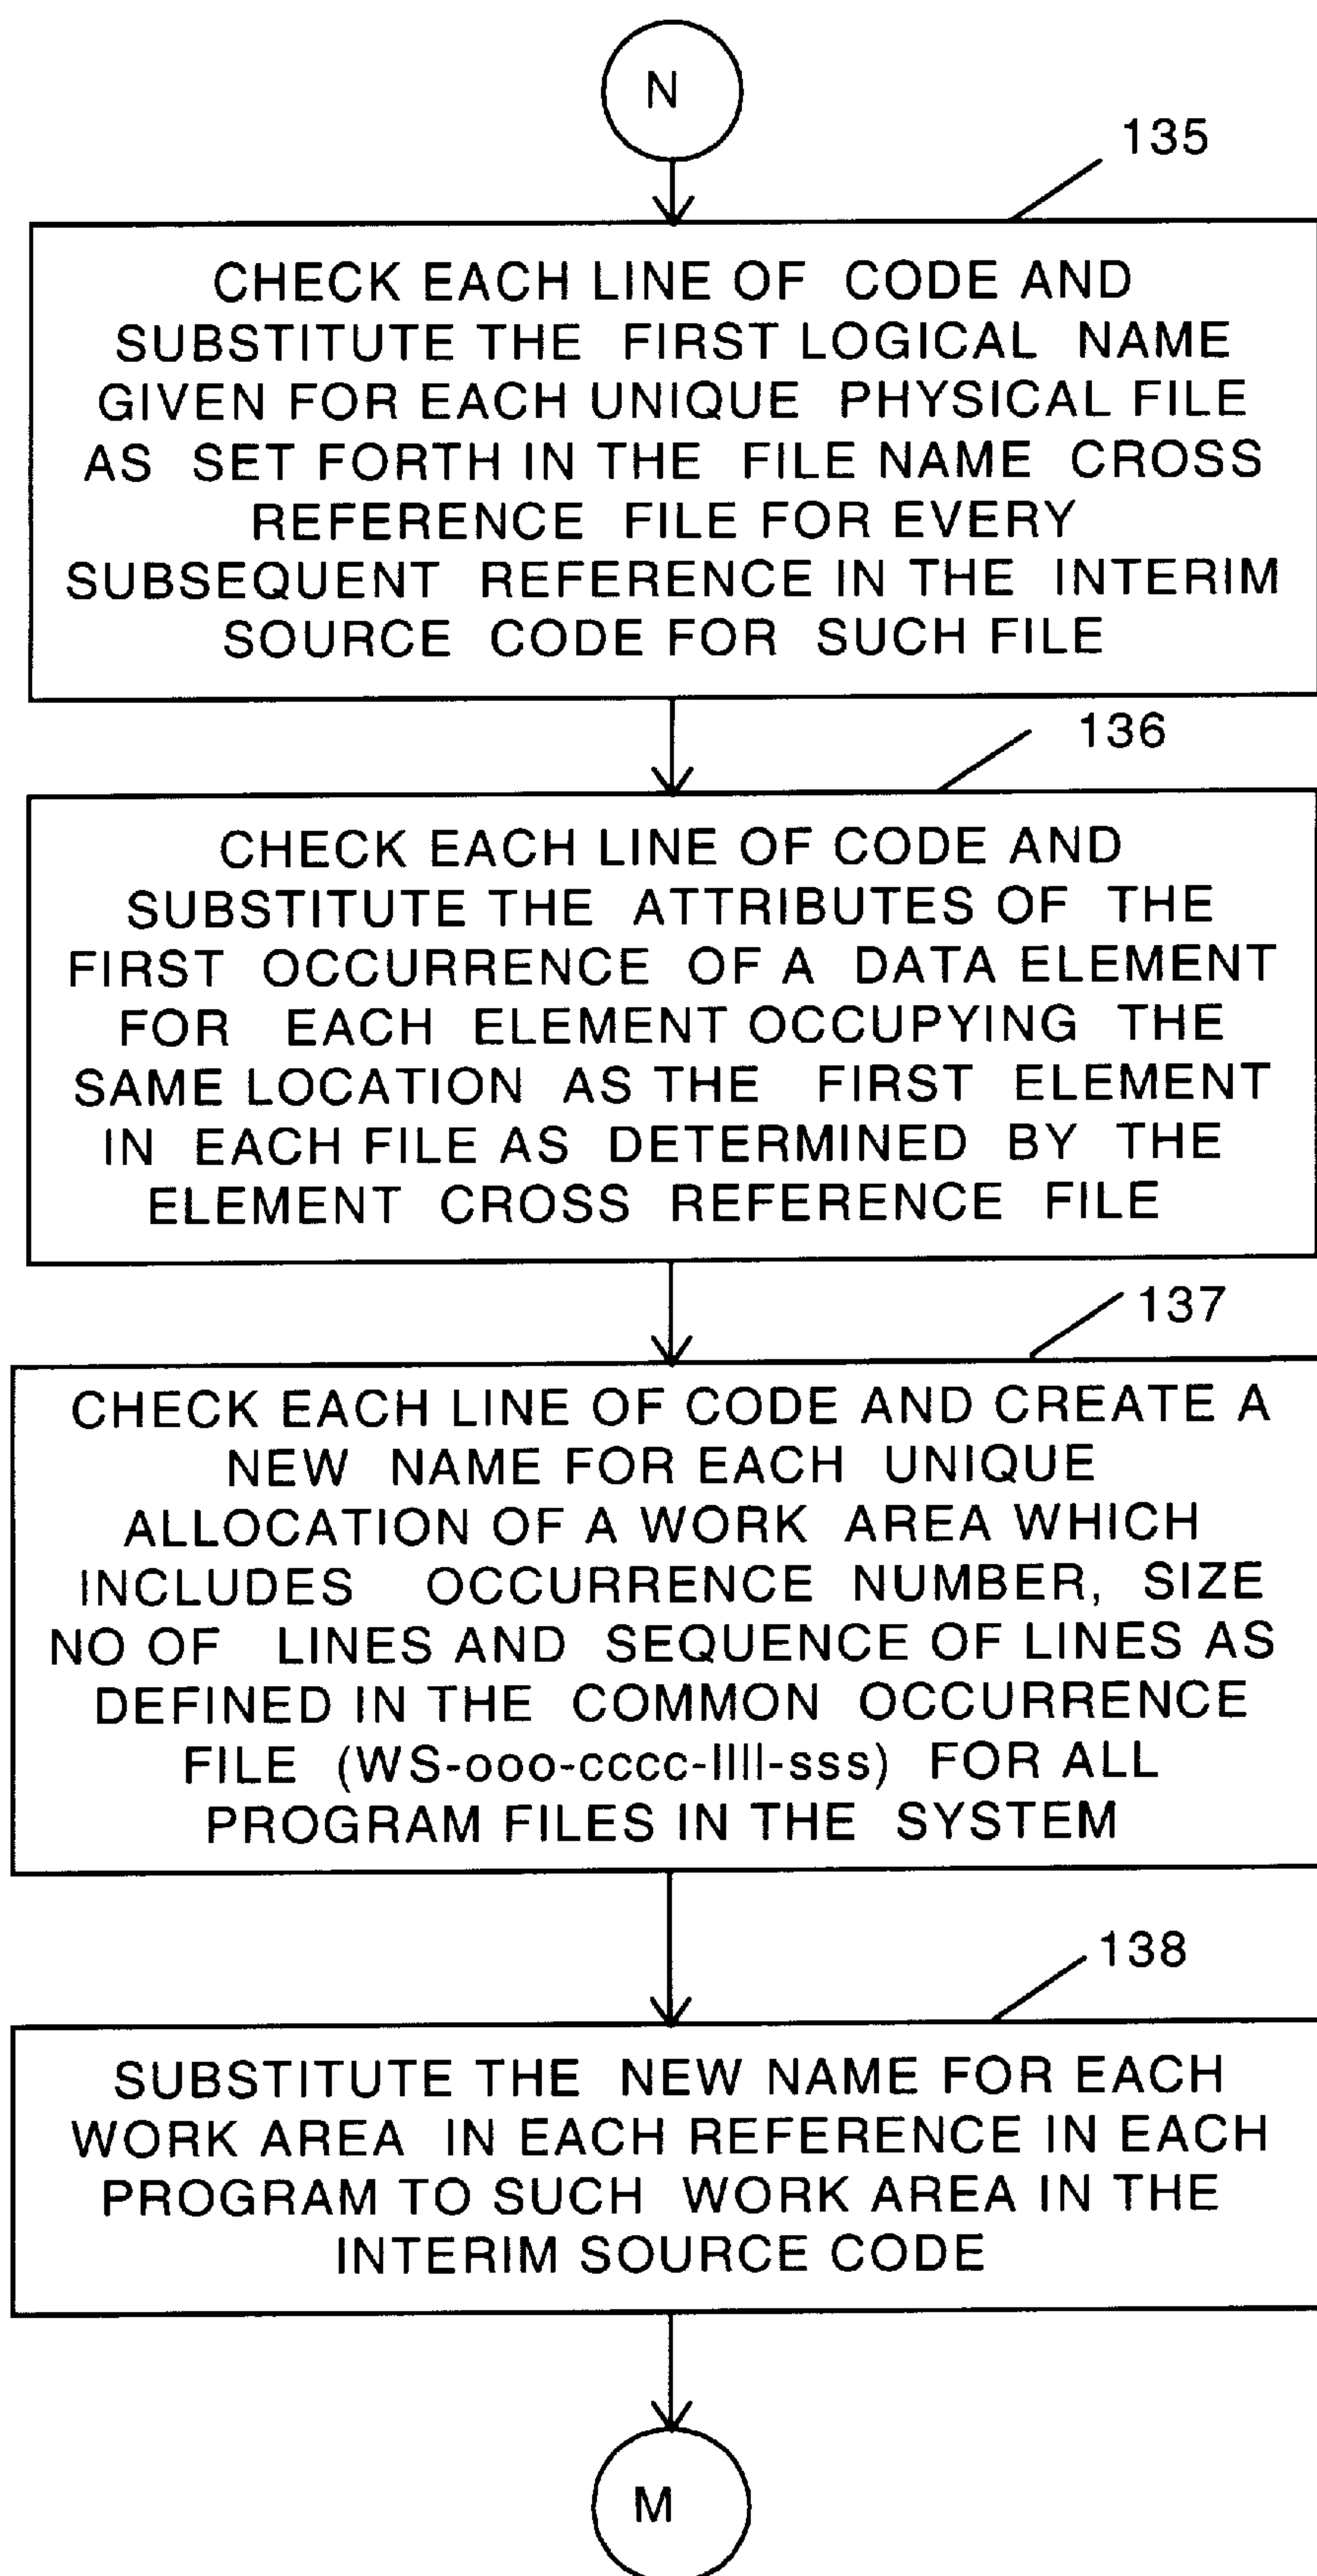 N
135
CHECK EACH LINE OF CODE AND
SUBSTITUTE THE FIRST LOGICAL NAME
GIVEN FOR EACH UNIQUE PHYSICAL FILE
AS SET FORTH IN THE FILE NAME CROSS
REFERENCE FILE FOR EVERY
SUBSEQUENT REFERENCE IN THE INTERIM
SOURCE CODE FOR SUCH FILE
136
CHECK EACH LINE OF CODE AND
SUBSTITUTE THE ATTRIBUTES OF THE
FIRST OCCURRENCE OF A DATA ELEMENT
FOR EACH ELEMENT OCCUPYING THE
SAME LOCATION AS THE FIRST ELEMENT
IN EACH FILE AS DETERMINED BY THE
ELEMENT CROSS REFERENCE FILE
137
CHECK EACH LINE OF CODE AND CREATE A
NEW NAME FOR EACH UNIQUE
ALLOCATION OF A WORK AREA WHICH
INCLUDES OCCURRENCE NUMBER, SIZE
NO OF LINES AND SEQUENCE OF LINES AS
DEFINED IN THE COMMON OCCURRENCE
FILE (WS-ooo-cccc-llll-sss) FOR ALL
PROGRAM FILES IN THE SYSTEM
138
SUBSTITUTE THE NEW NAME FOR EACH
WORK AREA IN EACH REFERENCE IN EACH
PROGRAM TO SUCH WORK AREA IN THE
INTERIM SOURCE CODE
M